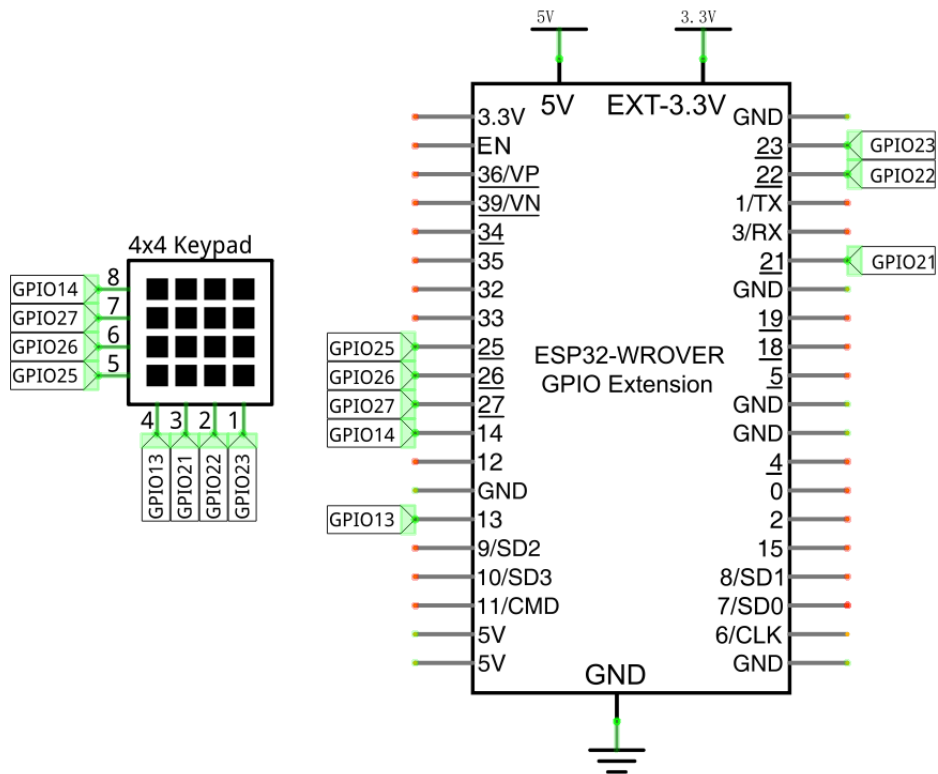 5V
3.3V
5V
EXT-3.3V
3.3V
EN
36/VP
39/VN
34
35
32
33
25
26
27
14
12
GND
13
9/SD2
10/SD3
11/CMD
5V
5V
GPIO25
GPIO26
GPIO27
GPIO14
GPIO13
ESP32-WROVER
GPIO Extension
GND
23
22
1/TX
3/RX
21
GND
19
18
5
GND
GND
4
0
2
15
8/SD1
7/SD0
6/CLK
GND
GPIO23
GPIO22
GPIO21
GND
4x4 Keypad
GPIO14 8
GPIO27 7
GPIO26 6
GPIO25 5
4 3 2 1
GPIO13
GPIO21
GPIO22
GPIO23